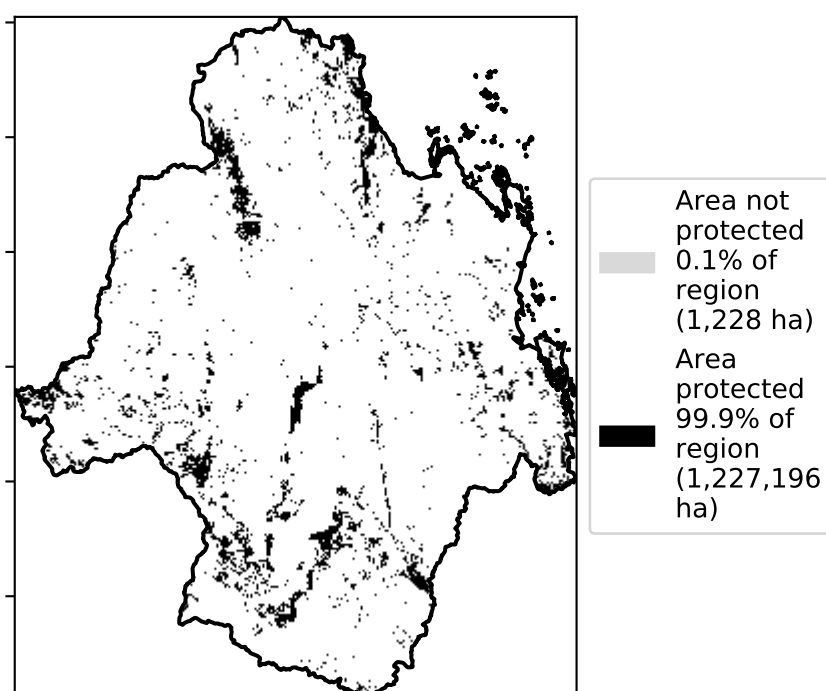 Area not
protected
0.1% of
region
(1,228 ha)
Area
protected
99.9% of
region
(1,227,196
ha)